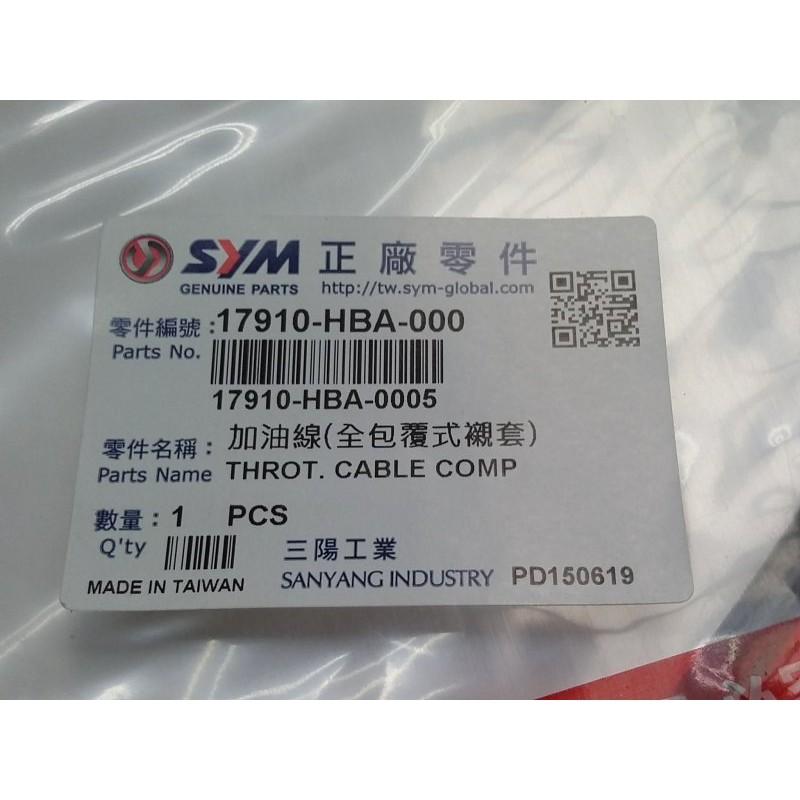 SYM 正廠零件
GENUINE PARTS http://tw.sym-global.com
零件編號：17910-HBA-000
Parts No.
17910-HBA-0005
零件名稱：加油線(全包覆式襯套)
Parts Name THROT. CABLE COMP
數量：1 PCS
Q'ty 三陽工業
MADE IN TAIWAN SANYANG INDUSTRY PD150619